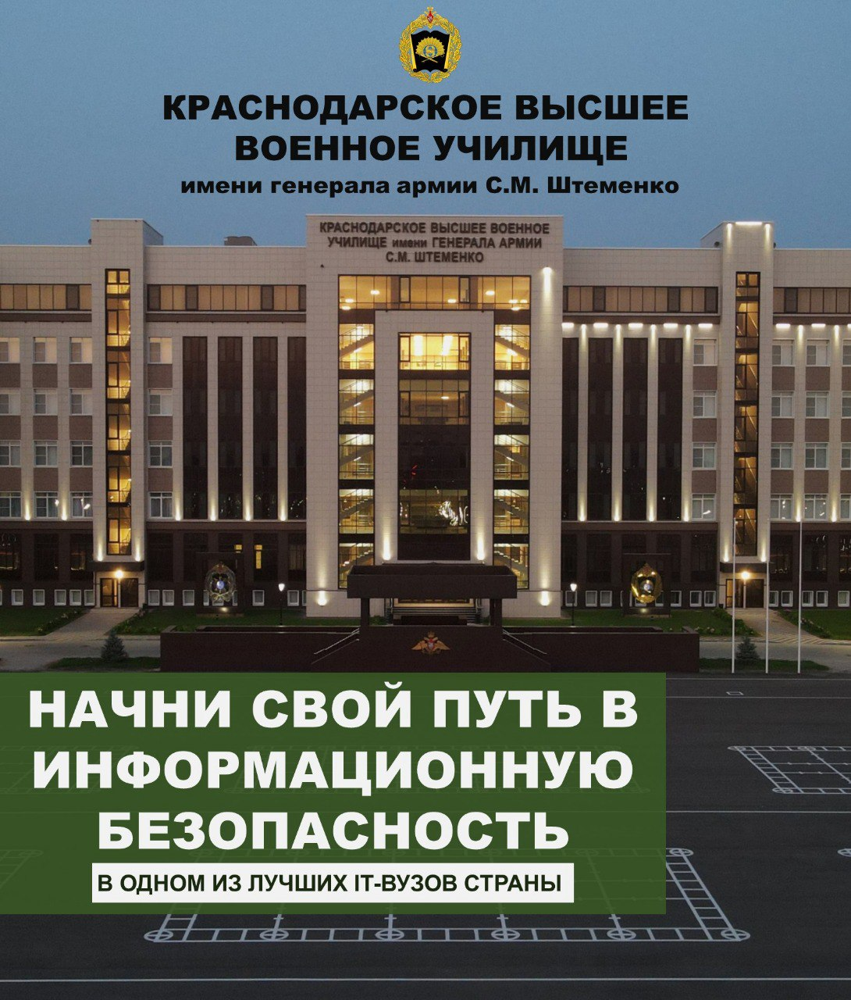 КРАСНОДАРСКОЕ ВЫСШЕЕ
ВОЕННОЕ УЧИЛИЩЕ
имени генерала армии С.М. Штеменко
КРАСНОДАРСКОЕ ВЫСШЕЕ ВОЕННОЕ
УЧИЛИЩЕ имени ГЕНЕРАЛА АРМИИ
С.М. ШТЕМЕНКО
НАЧНИ СВОЙ ПУТЬ В
ИНФОРМАЦИОННУЮ
БЕЗОПАСНОСТЬ
В ОДНОМ ИЗ ЛУЧШИХ IT-ВУЗОВ СТРАНЫ